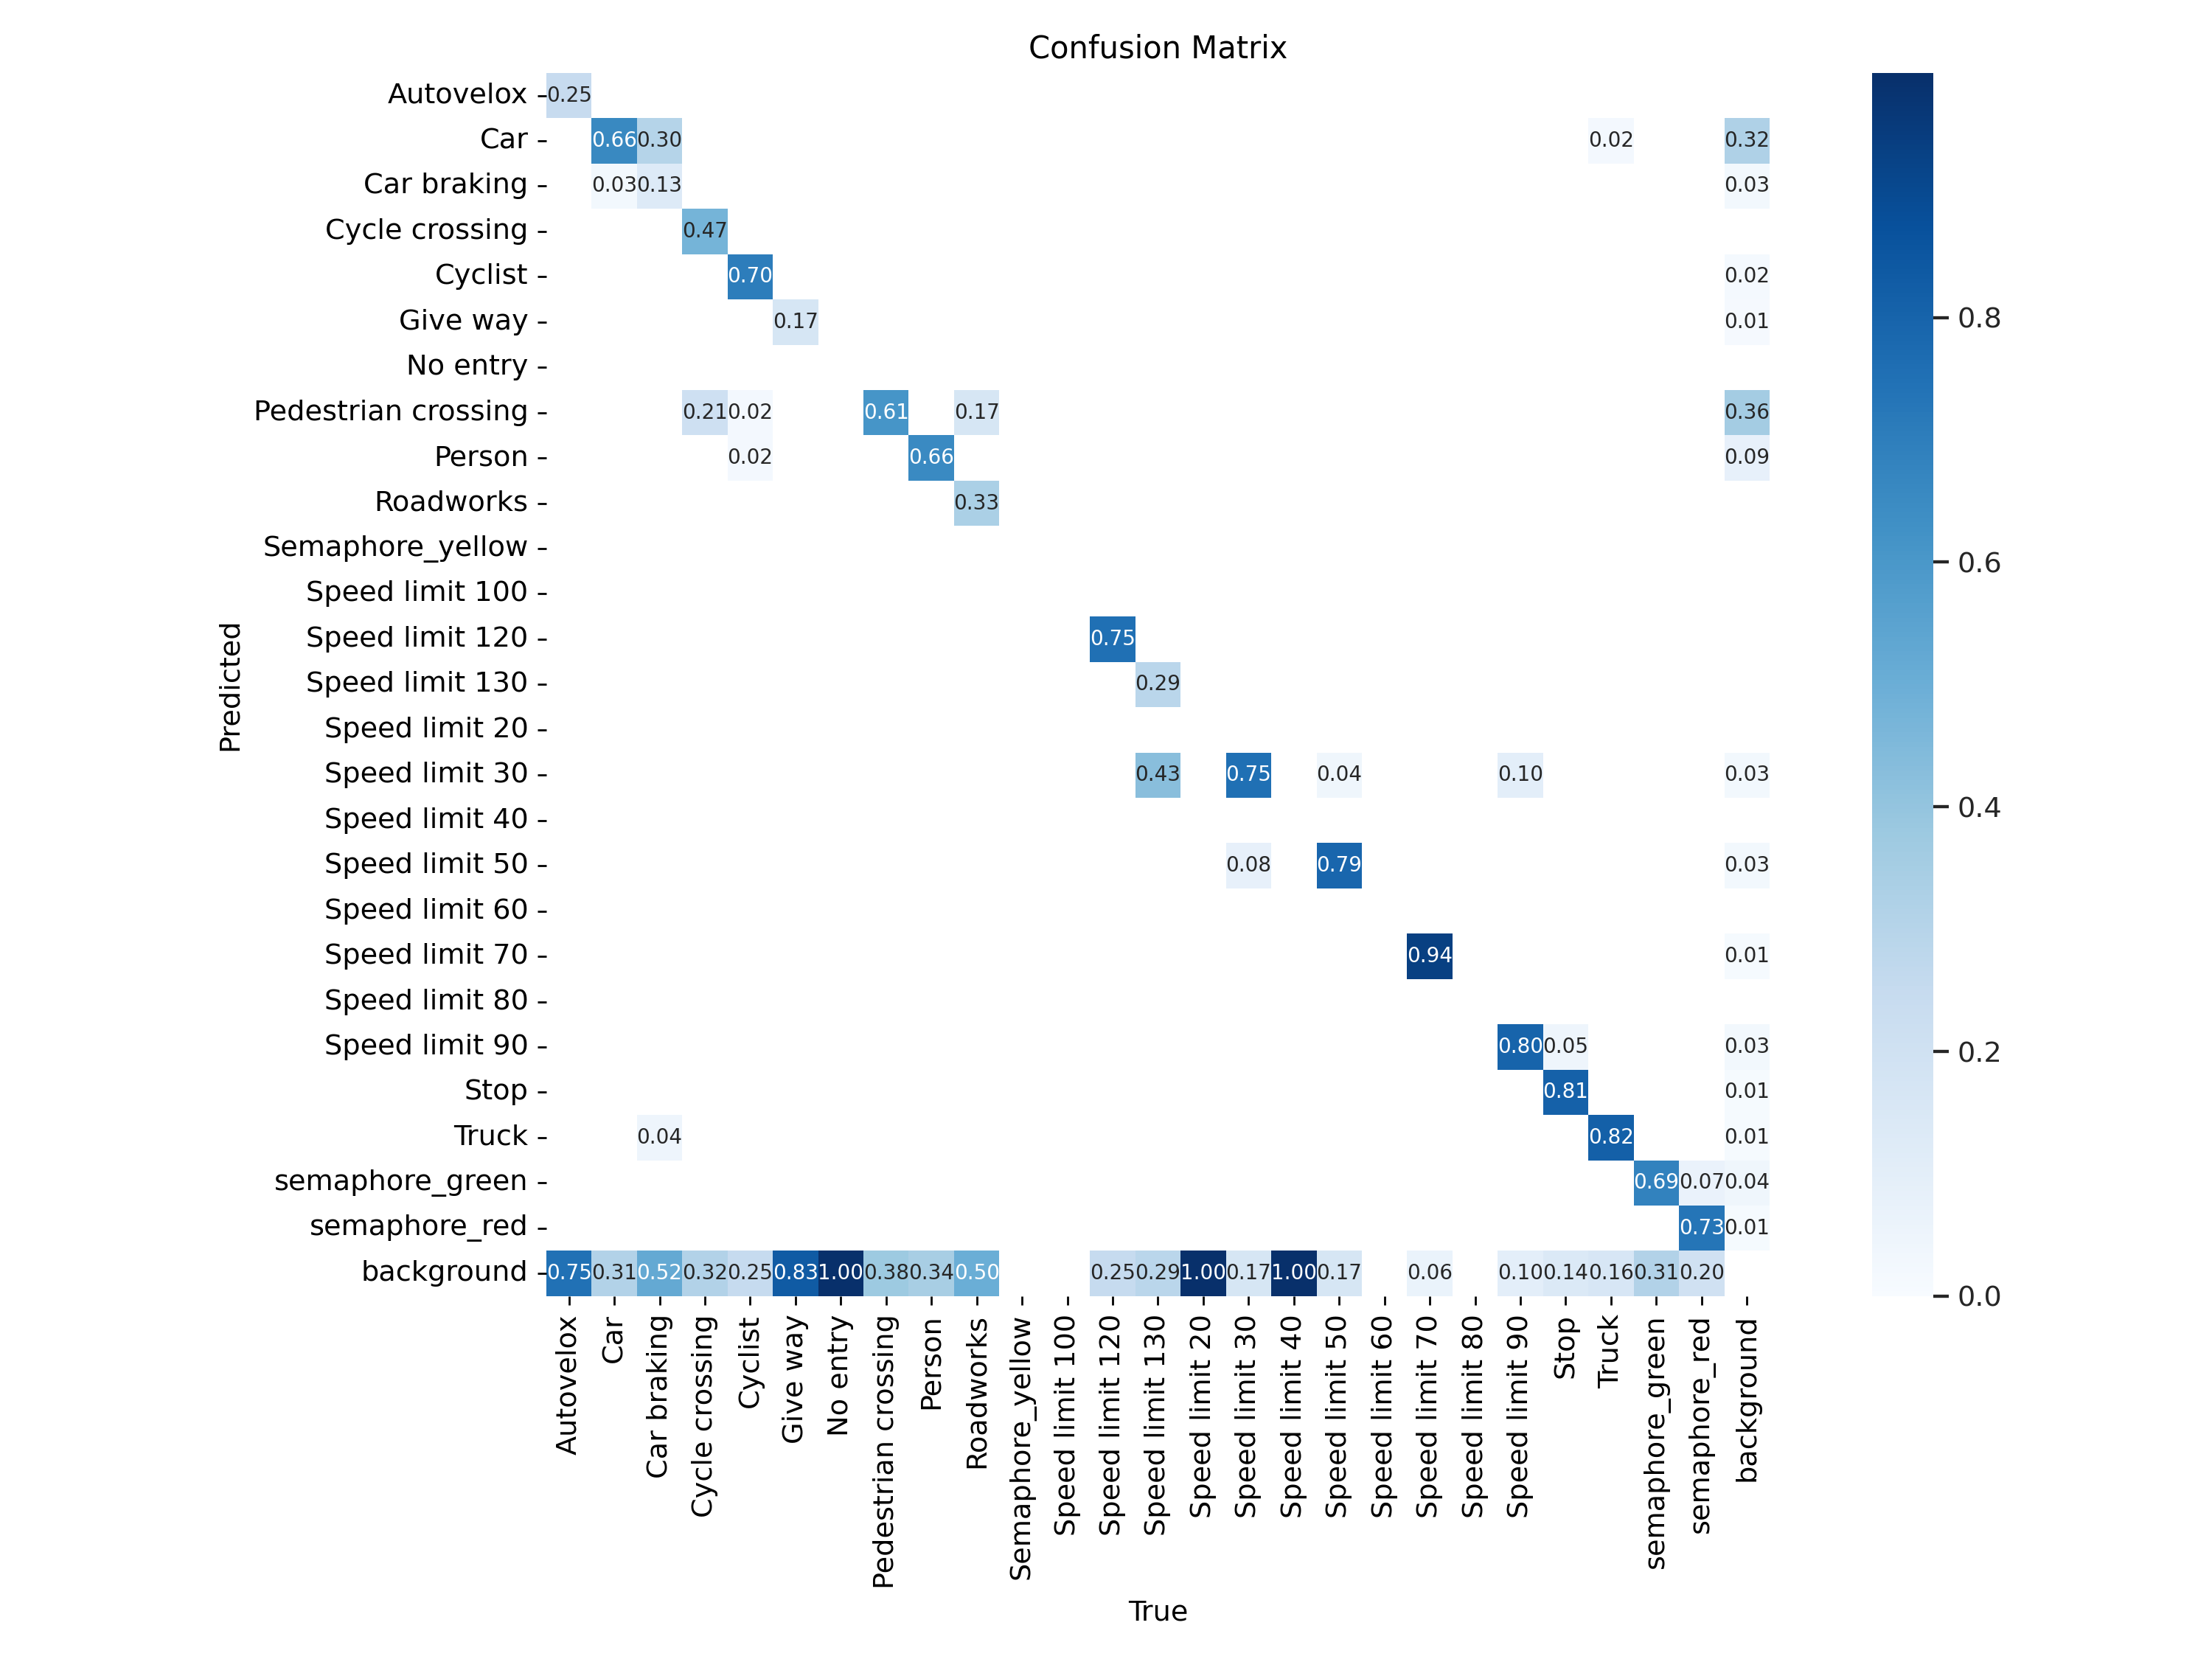 Confusion Matrix
Autovelox 0.25
Car 0.66 0.30 0.02 0.32
Car braking 0.03 0.13 0.03
Cycle crossing 0.47
Cyclist 0.70 0.02
Give way 0.17 0.01
No entry
Pedestrian crossing 0.21 0.02 0.61 0.17 0.36
Person 0.02 0.66 0.09
Roadworks 0.33
Semaphore_yellow
Speed limit 100
Speed limit 120 0.75
Speed limit 130 0.29
Speed limit 20
Speed limit 30 0.43 0.75 0.04 0.10 0.03
Speed limit 40
Speed limit 50 0.08 0.79 0.03
Speed limit 60
Speed limit 70 0.94 0.01
Speed limit 80
Speed limit 90 0.80 0.05 0.03
Stop 0.81 0.01
Truck 0.04 0.82 0.01
semaphore_green 0.69 0.07 0.04
semaphore_red 0.73 0.01
background 0.75 0.31 0.52 0.32 0.25 0.83 1.00 0.38 0.34 0.50 0.25 0.29 1.00 0.17 1.00 0.17 0.06 0.10 0.14 0.16 0.31 0.20
Predicted
Autovelox
Car
Car braking
Cycle crossing
Cyclist
Give way
No entry
Pedestrian crossing
Person
Roadworks
Semaphore_yellow
Speed limit 100
Speed limit 120
Speed limit 130
Speed limit 20
Speed limit 30
Speed limit 40
Speed limit 50
Speed limit 60
Speed limit 70
Speed limit 80
Speed limit 90
Stop
Truck
semaphore_green
semaphore_red
background
True
0.8
0.6
0.4
0.2
0.0